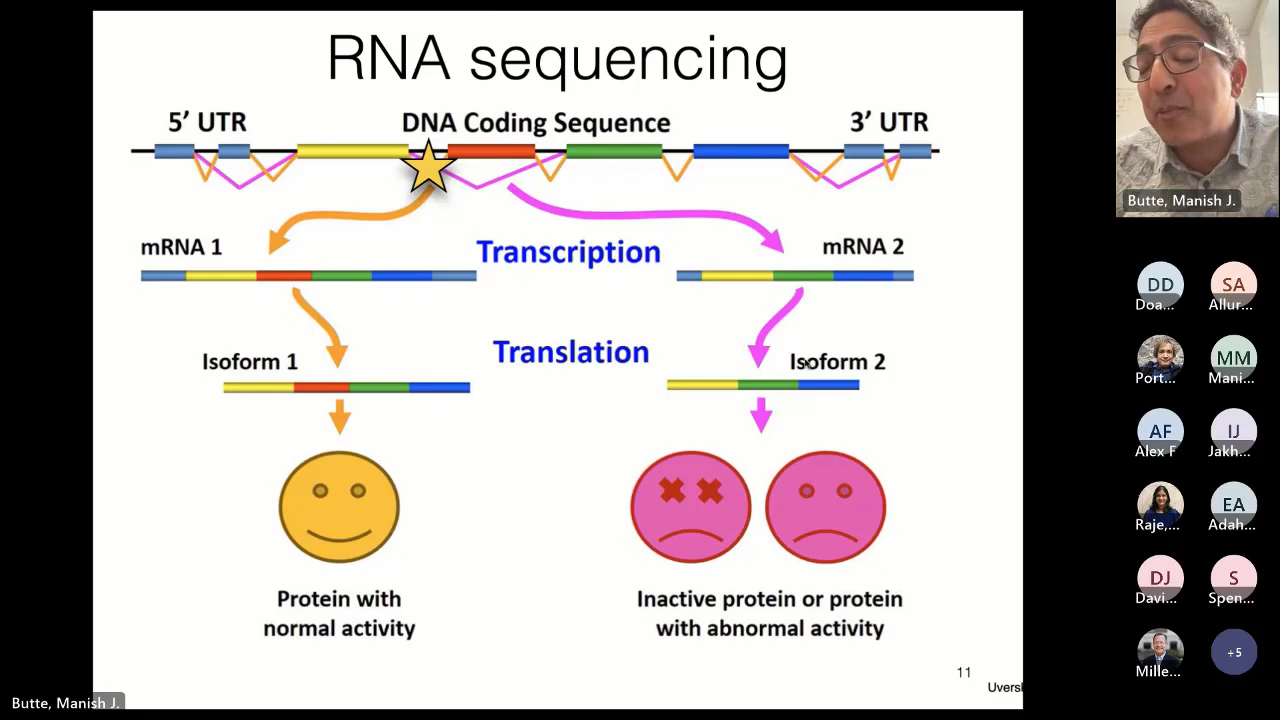 RNA sequencing
5’ UTR
DNA Coding Sequence
3’ UTR
mRNA 1
Transcription
mRNA 2
Isoform 1
Translation
Isoform 2
Protein with
normal activity
Inactive protein or protein
with abnormal activity
11
Uversl
Butte, Manish J.
Butte, Manish J.
DD
Doa...
SA
Allur...
Port...
MM
Mani...
AF
Alex F
IJ
Jakh...
Raje,...
EA
Adah...
DJ
Davi...
S
Spen...
Mille...
+5